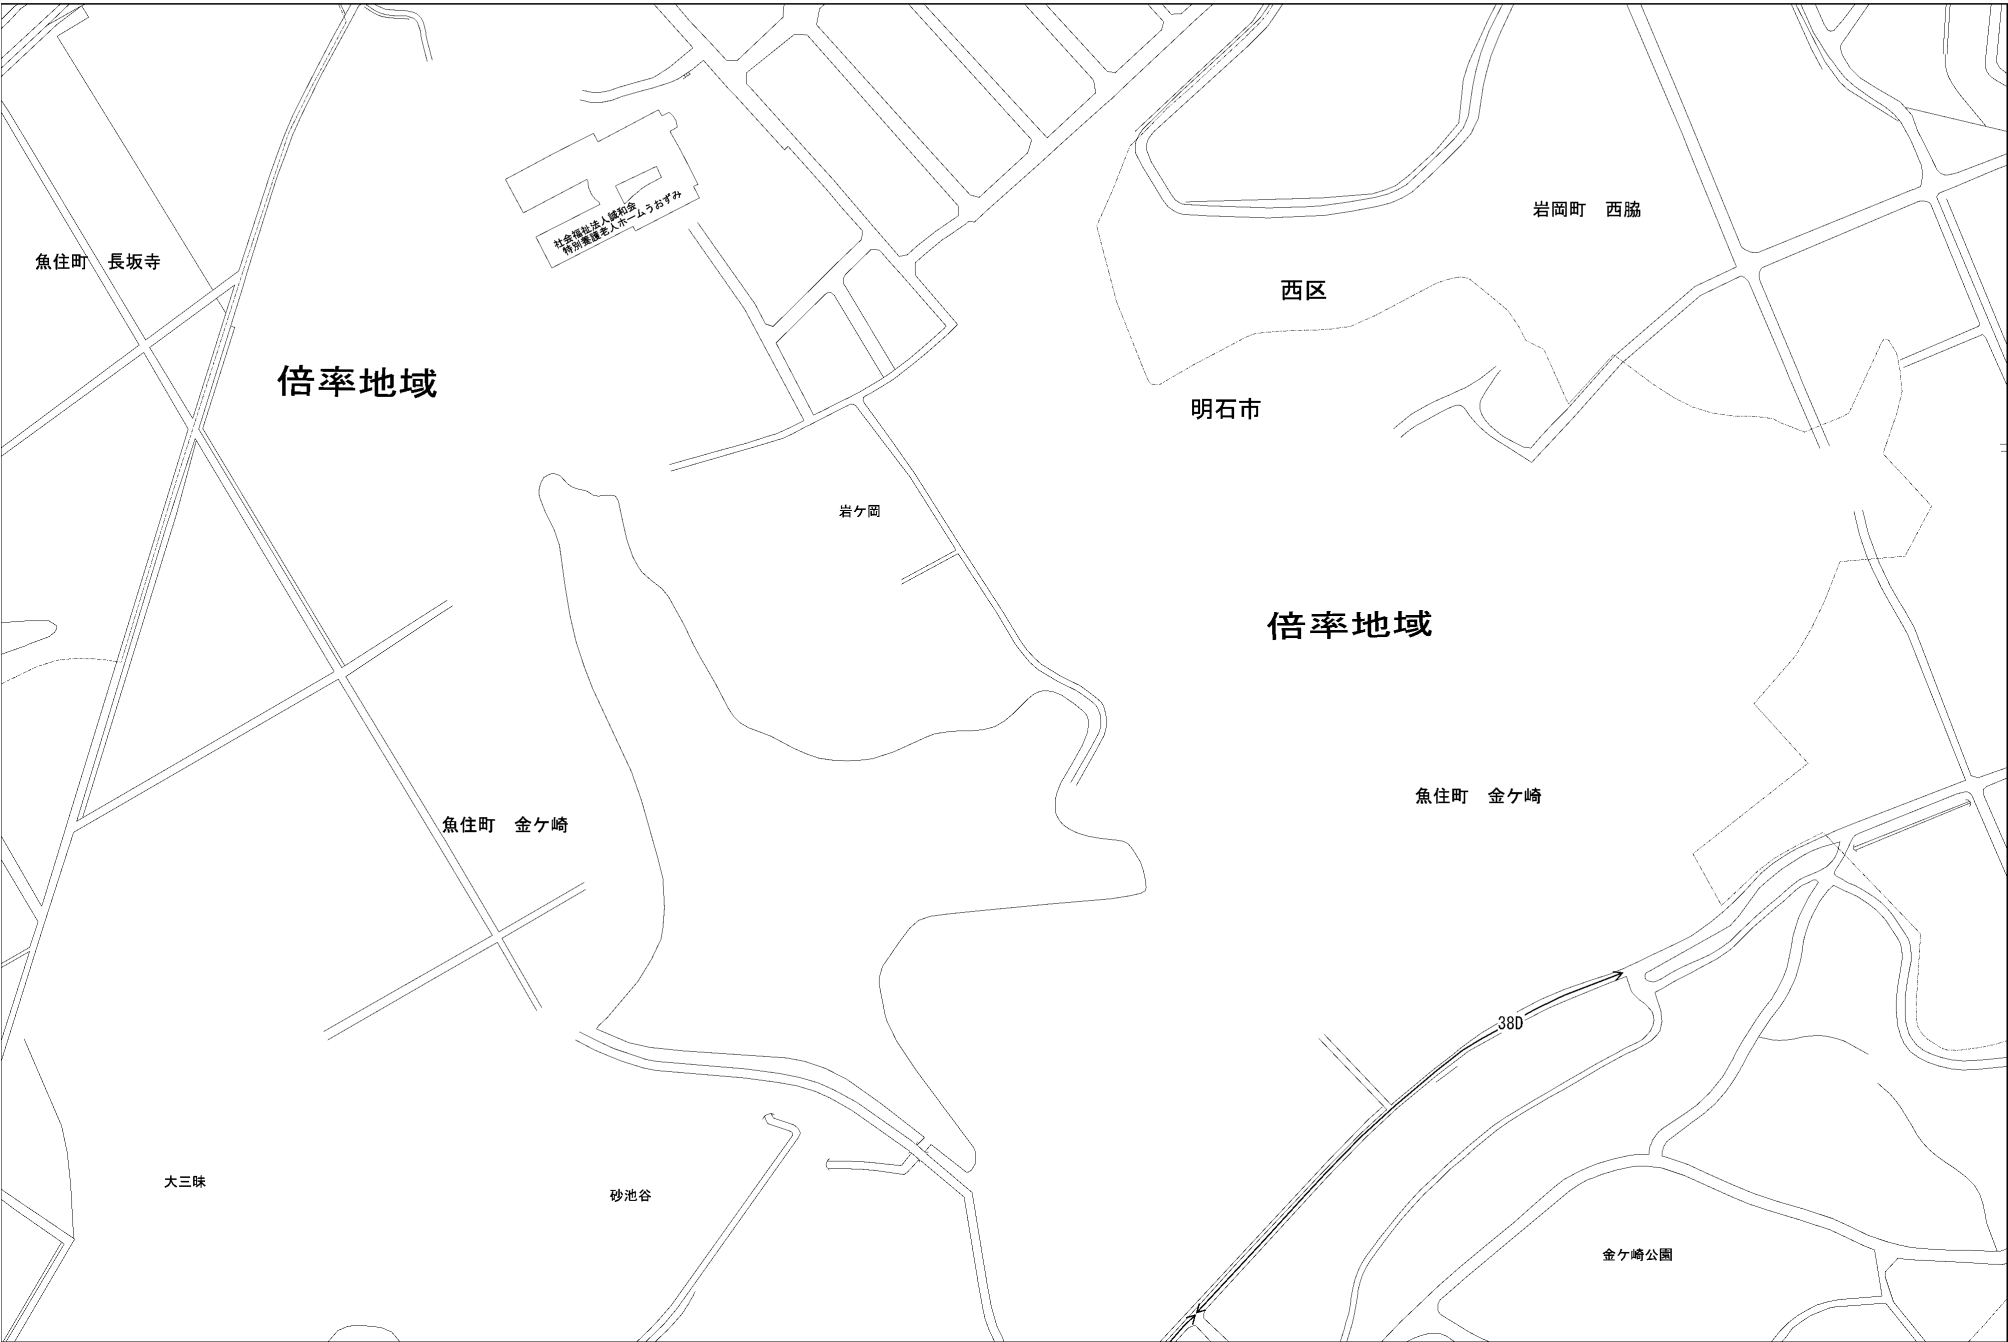 岩岡町　西脇
社会福祉法人誠和会
特別養護老人ホームうおずみ
魚住町　長坂寺
西区
倍率地域
明石市
岩ケ岡
倍率地域
魚住町　金ケ崎
魚住町　金ケ崎
38D
大三昧
砂池谷
金ケ崎公園